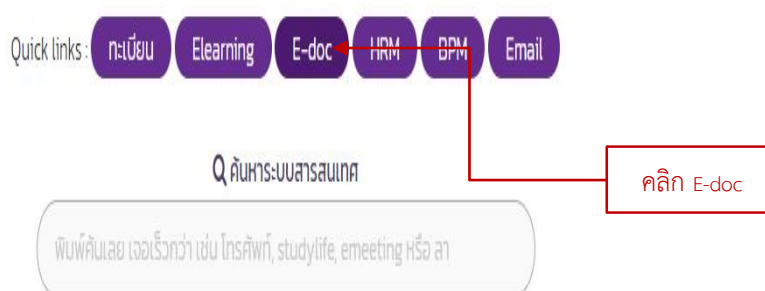 Quick links : ทะเบียน Elearning E-doc HRM BPM Email
ค้นหาระบบสารสนเทศ
คลิก E-doc
พิมพ์ค้นเลย เจอเร็วกว่า เช่น โทรศัพท์, studylife, emeeting หรือ ลา